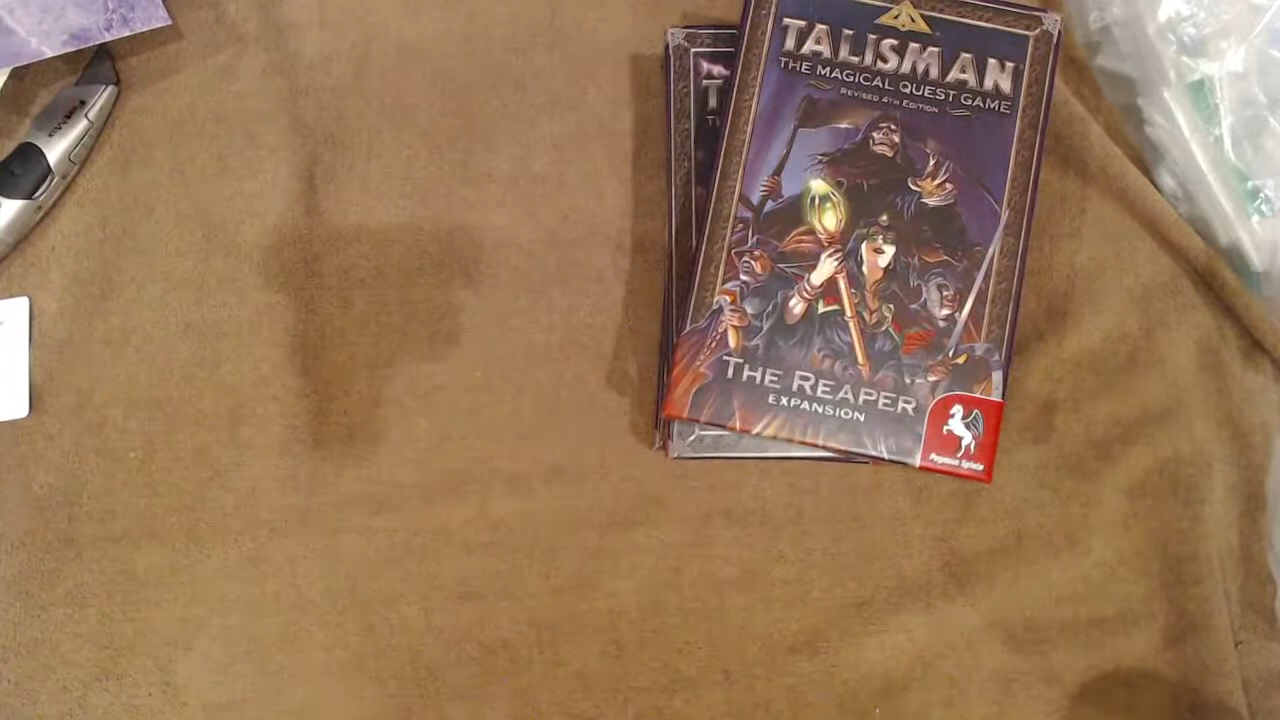 TALISMAN
THE MAGICAL QUEST GAME
REVISED 4TH EDITION
THE REAPER
EXPANSION
Pegasus Spiele
T